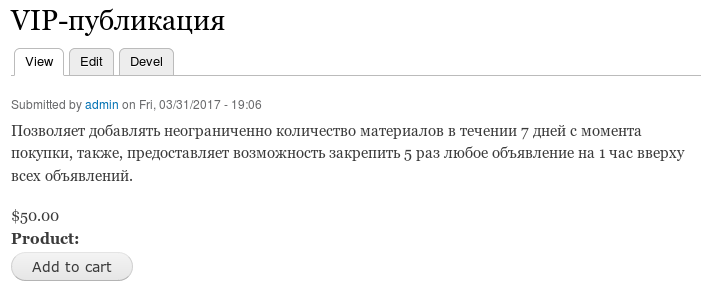 VIP-публикация
View Edit Devel
Submitted by admin on Fri, 03/31/2017 - 19:06
Позволяет добавлять неограниченно количество материалов в течении 7 дней с момента
покупки, также, предоставляет возможность закрепить 5 раз любое объявление на 1 час вверху
всех объявлений.
$50.00
Product:
Add to cart